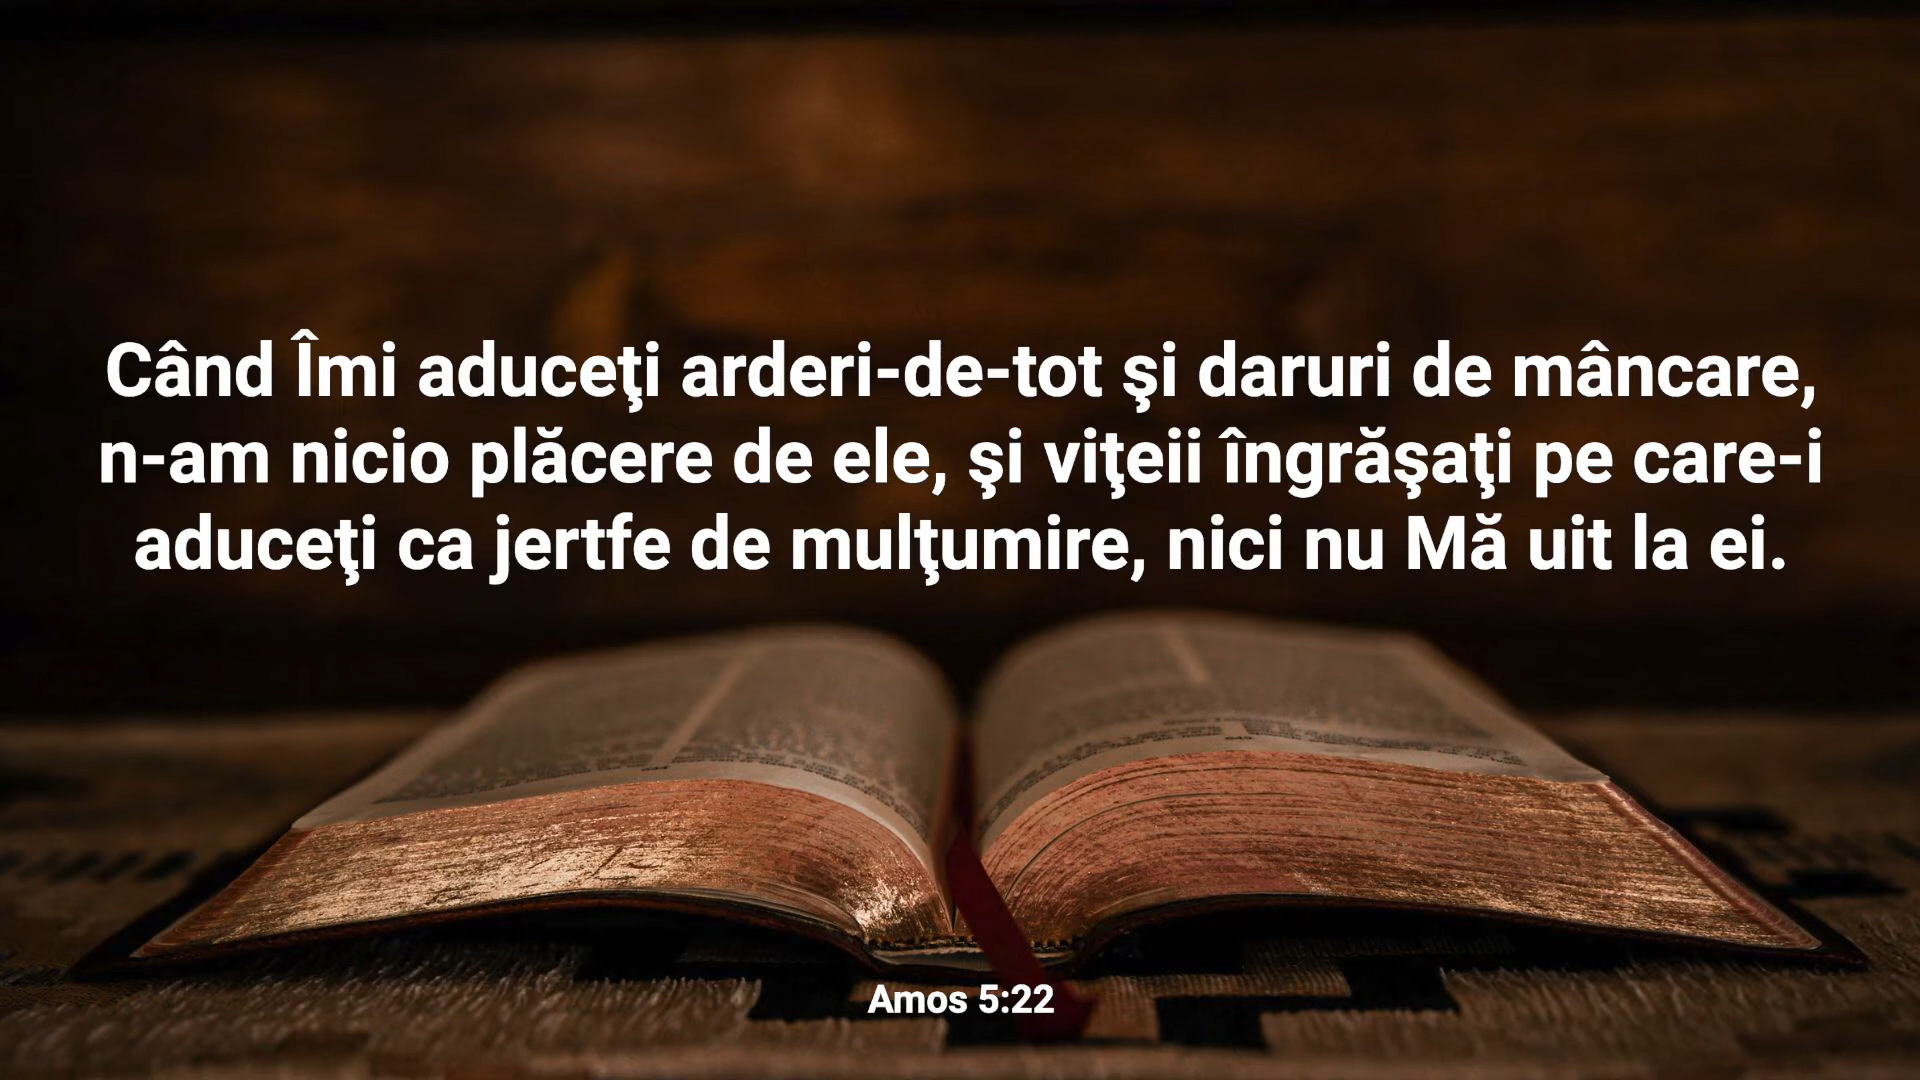 Când Îmi aduceţi arderi-de-tot şi daruri de mâncare,
n-am nicio plăcere de ele, şi viţeii îngrăşaţi pe care-i
aduceţi ca jertfe de mulţumire, nici nu Mă uit la ei.
Amos 5:22